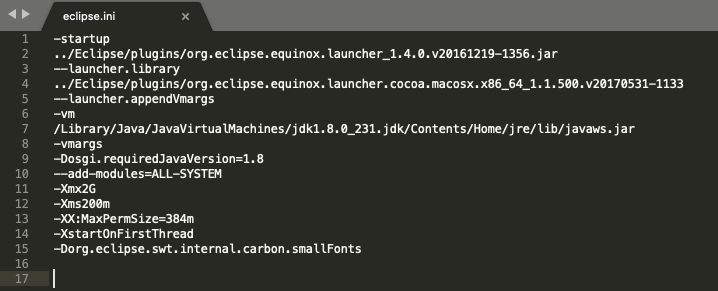 eclipse.ini ×
1 -startup
2 ../Eclipse/plugins/org.eclipse.equinox.launcher_1.4.0.v20161219-1356.jar
3 --launcher.library
4 ../Eclipse/plugins/org.eclipse.equinox.launcher.cocoa.macosx.x86_64_1.1.500.v20170531-1133
5 --launcher.appendVmargs
6 -vm
7 /Library/Java/JavaVirtualMachines/jdk1.8.0_231.jdk/Contents/Home/jre/lib/javaws.jar
8 -vmargs
9 -Dosgi.requiredJavaVersion=1.8
10 --add-modules=ALL-SYSTEM
11 -Xmx2G
12 -Xms200m
13 -XX:MaxPermSize=384m
14 -XstartOnFirstThread
15 -Dorg.eclipse.swt.internal.carbon.smallFonts
16
17